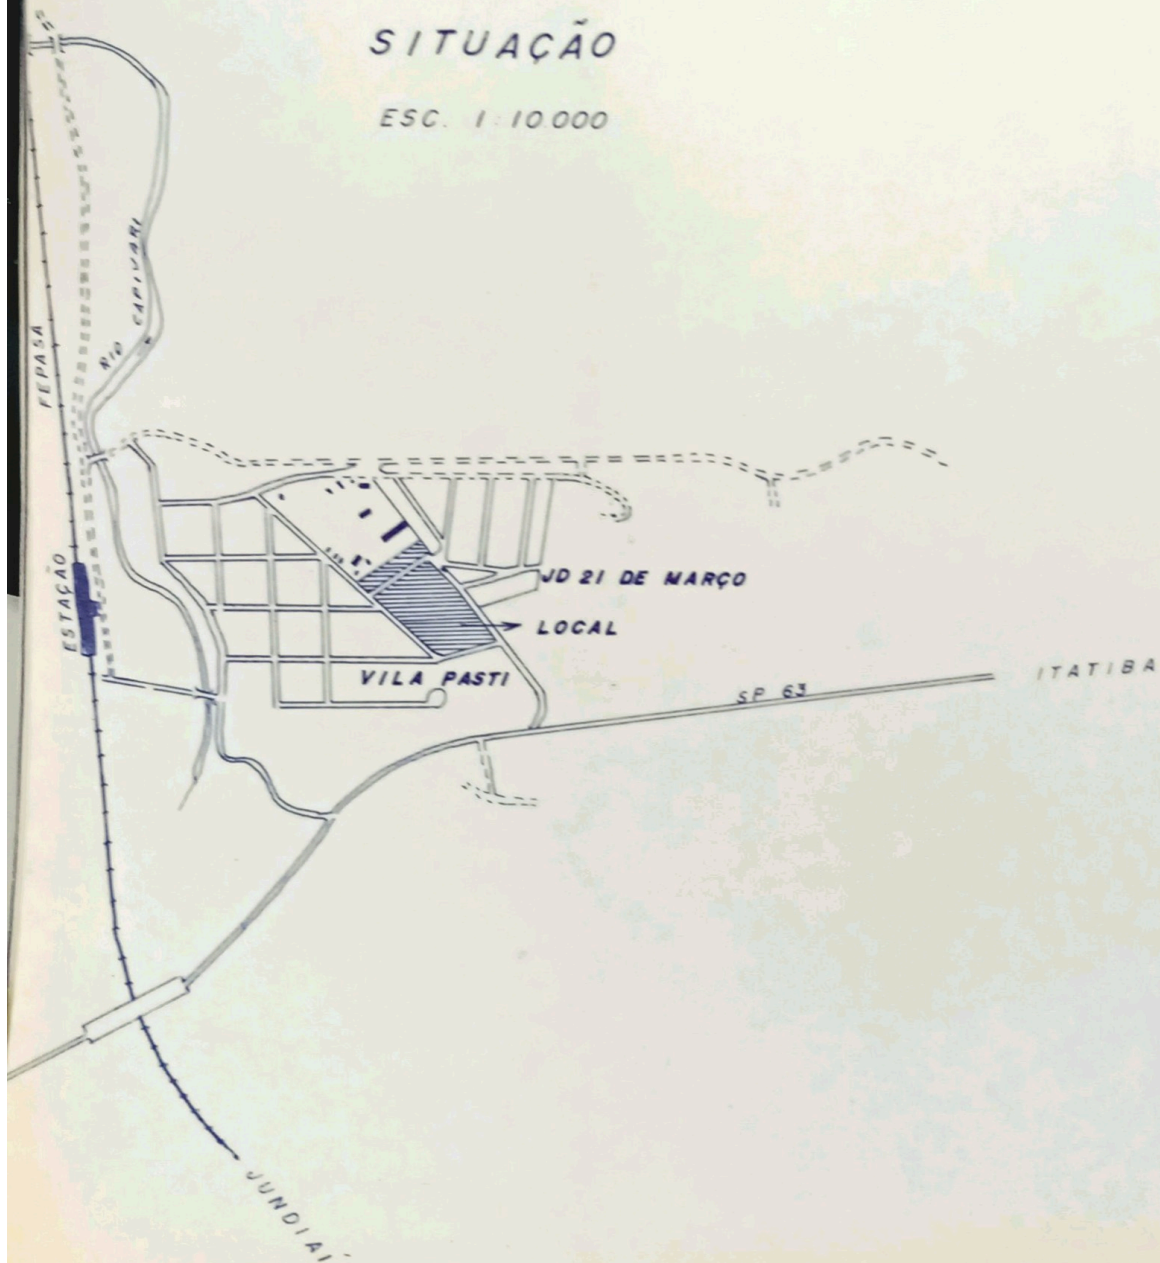 SITUAÇÃO
ESC. 1:10.000
RIO CAPIVARI
FEPASA
ESTAÇÃO
JD 21 DE MARÇO
LOCAL
VILA PASTI
SP 63
ITATIBA
JUNDIAÍ